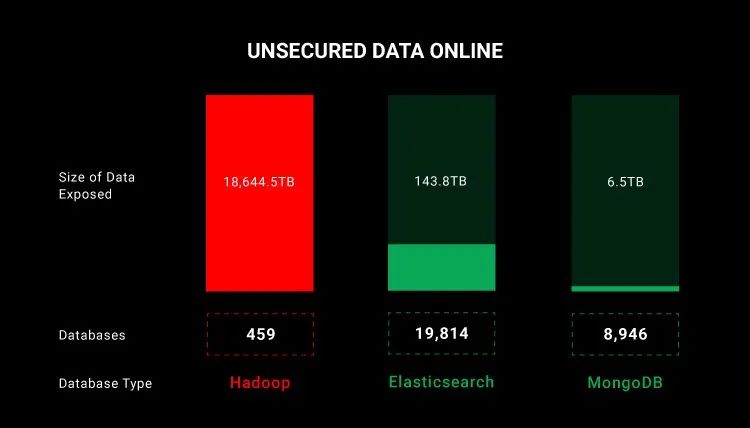 UNSECURED DATA ONLINE
Size of Data
Exposed
18,644.5TB
143.8TB
6.5TB
Databases
459
19,814
8,946
Database Type
Hadoop
Elasticsearch
MongoDB